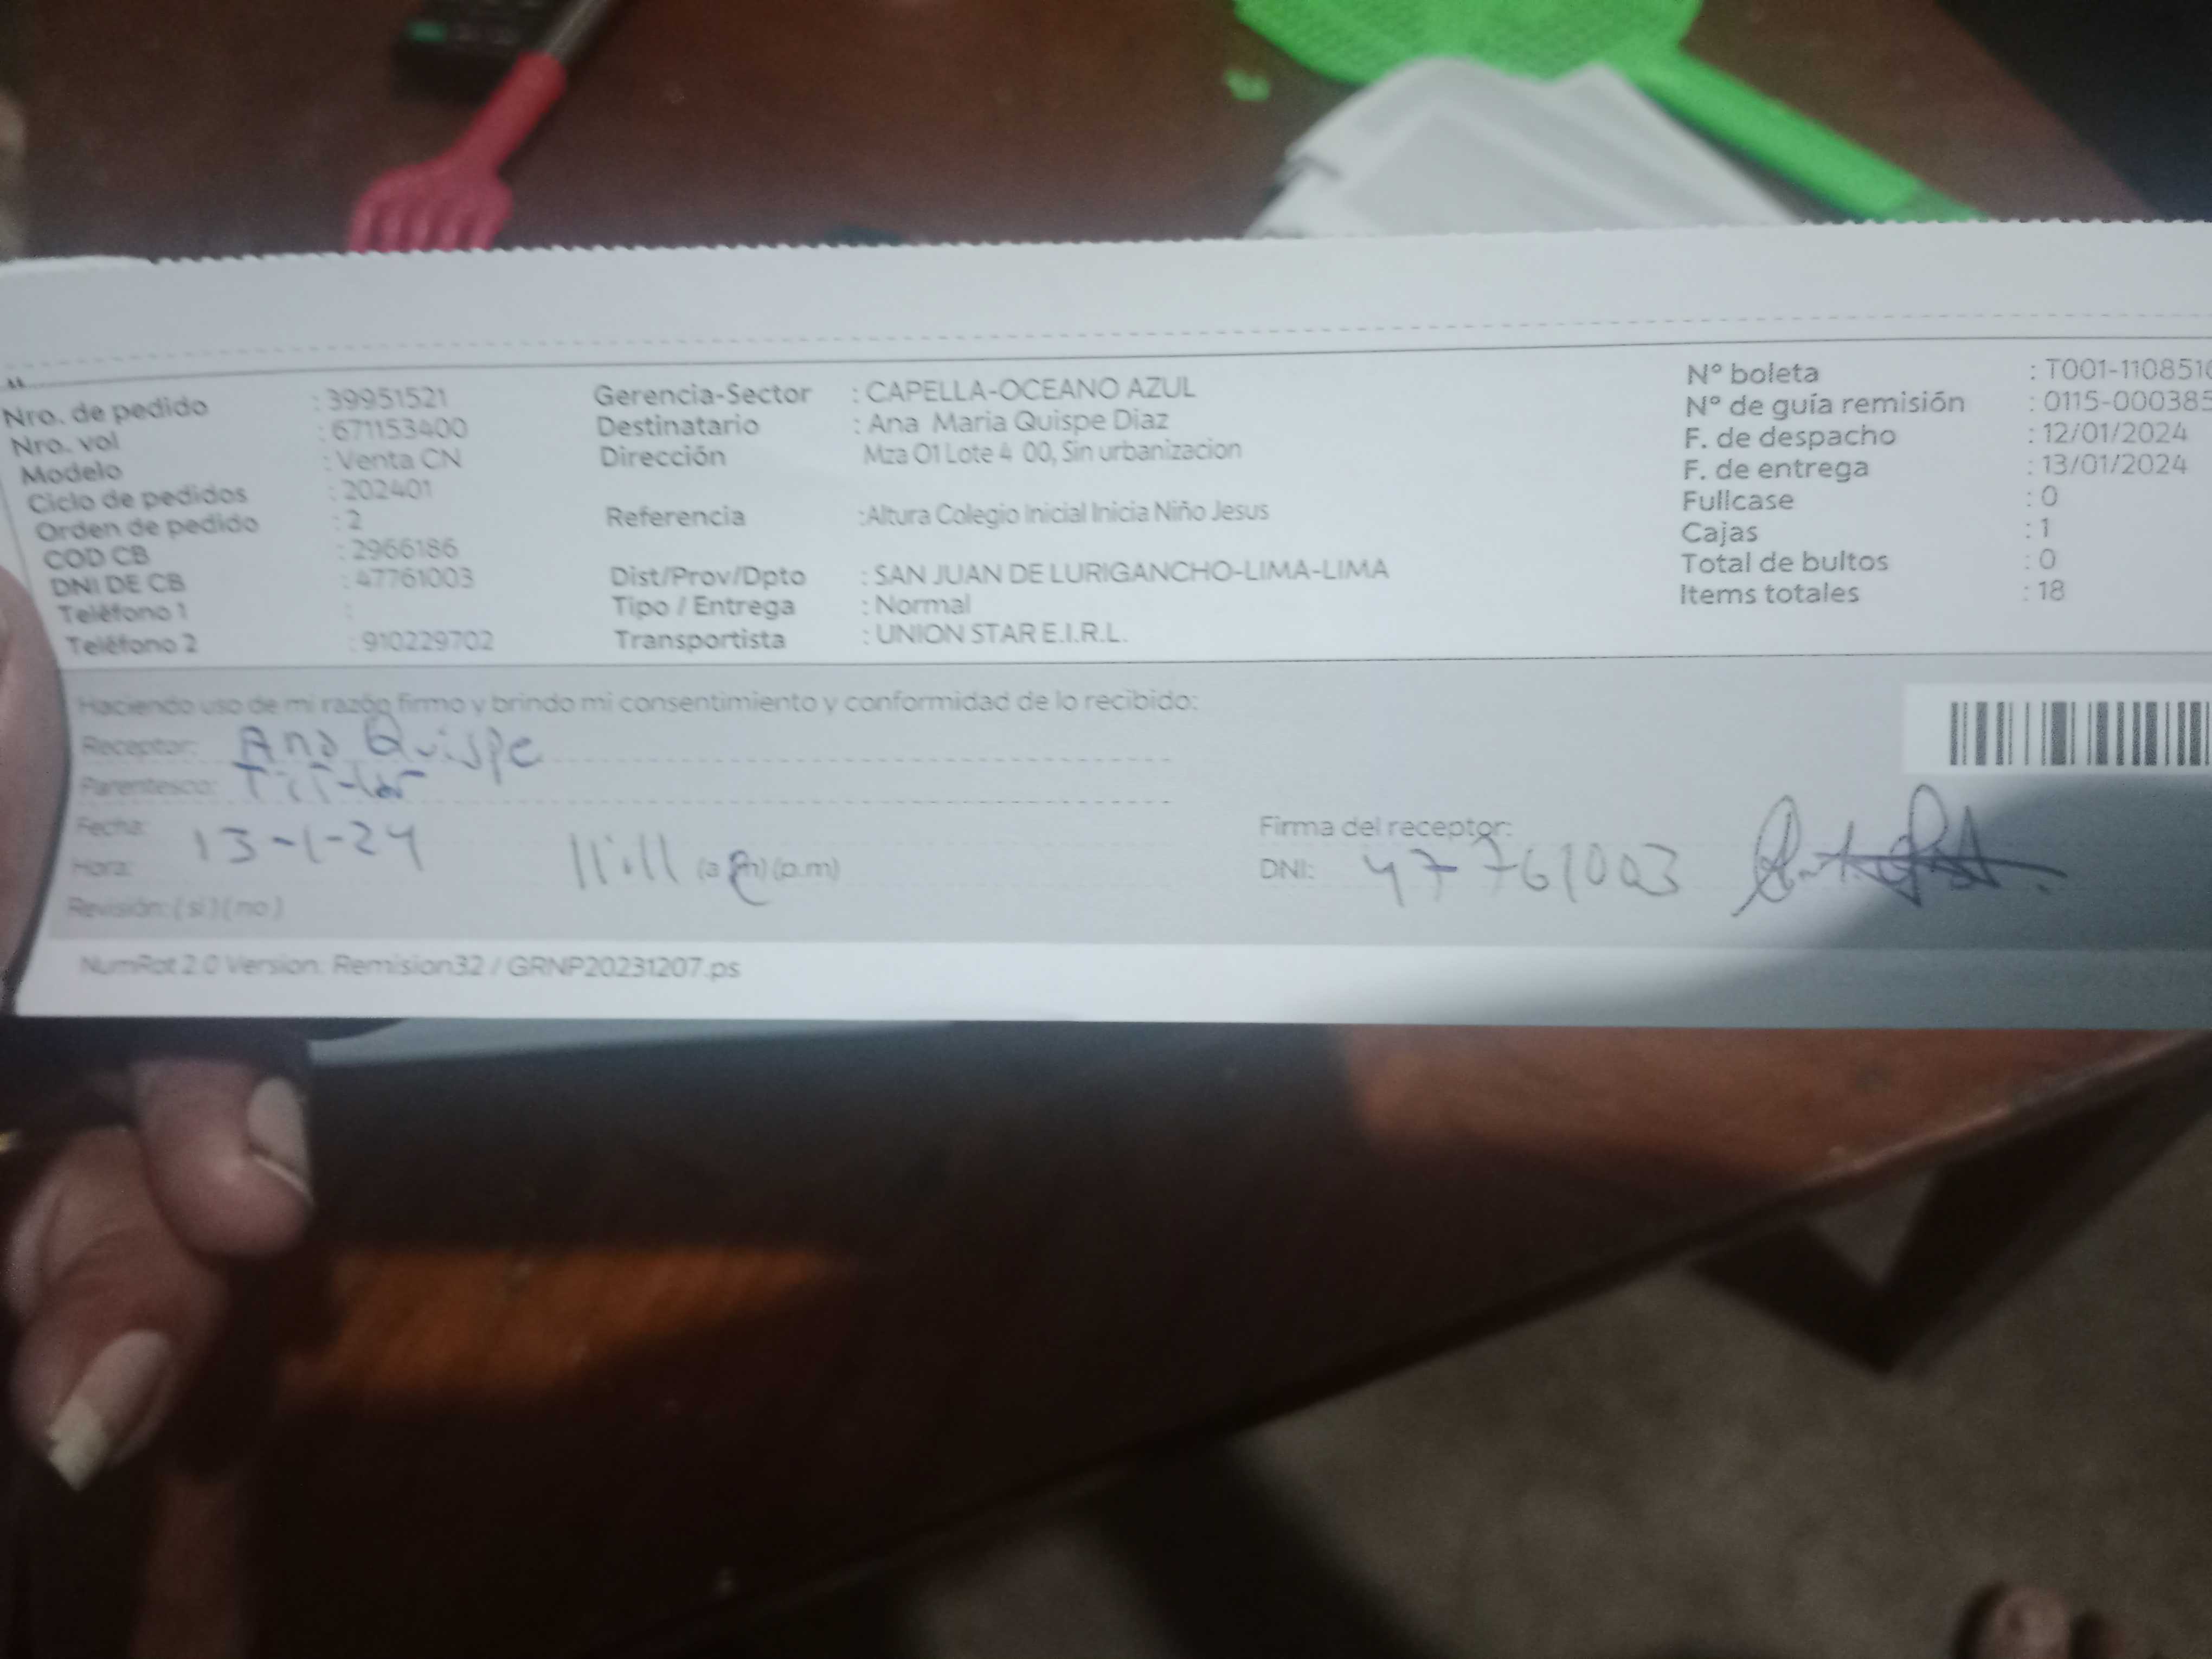 Nro. de pedido : 39951521
Nro. vol : 671153400
Modelo : Venta CN
Ciclo de pedidos : 202401
Orden de pedido : 2
COD CB : 2966186
DNI DE CB : 47761003
Teléfono 1 :
Teléfono 2 : 910229702
Gerencia-Sector : CAPELLA-OCEANO AZUL
Destinatario : Ana Maria Quispe Diaz
Dirección Mza O1 Lote 4 00, Sin urbanizacion
Referencia :Altura Colegio Inicial Inicia Niño Jesus
Dist/Prov/Dpto : SAN JUAN DE LURIGANCHO-LIMA-LIMA
Tipo / Entrega : Normal
Transportista : UNION STAR E.I.R.L.
Nº boleta : T001-1108510
Nº de guía remisión : 0115-000385
F. de despacho : 12/01/2024
F. de entrega : 13/01/2024
Fullcase : 0
Cajas : 1
Total de bultos : 0
Items totales : 18
Haciendo uso de mi razón firmo y brindo mi consentimiento y conformidad de lo recibido:
Receptor: Ana Quispe
Parentesco: Titular
Fecha: 13-1-24
Hora: 11:11 (a.m) (p.m)
Revisión: ( si ) ( no )
Firma del receptor:
DNI: 47761003
NumRot 2.0 Version: Remision32 / GRNP20231207.ps